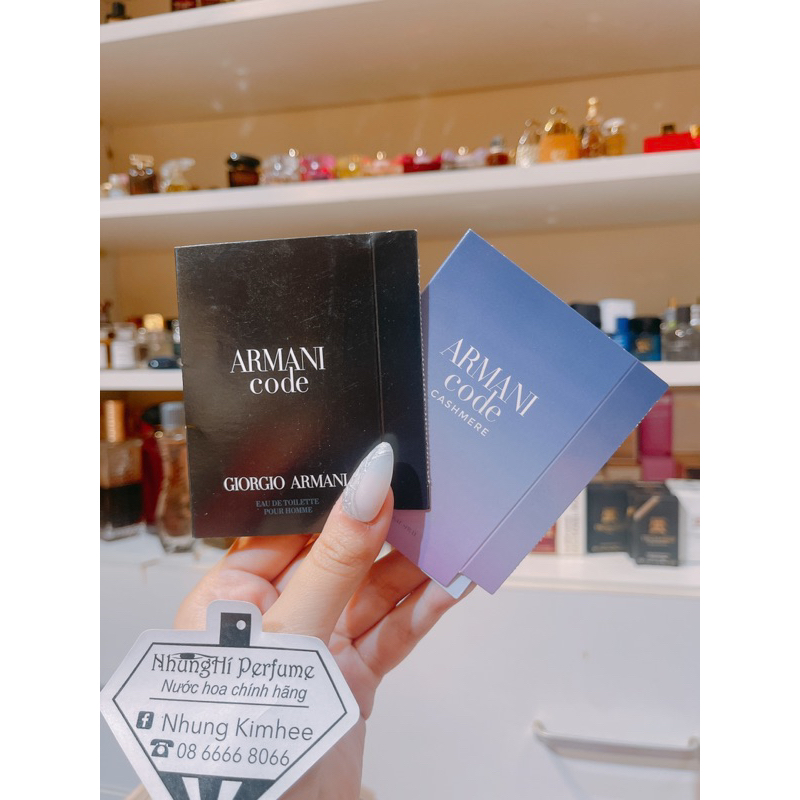 ARMANI
code
GIORGIO ARMANI
EAU DE TOILETTE
POUR HOMME
ARMANI
code
CASHMERE
NhungHí Perfume
Nước hoa chính hãng
Nhung Kimhee
08 6666 8066